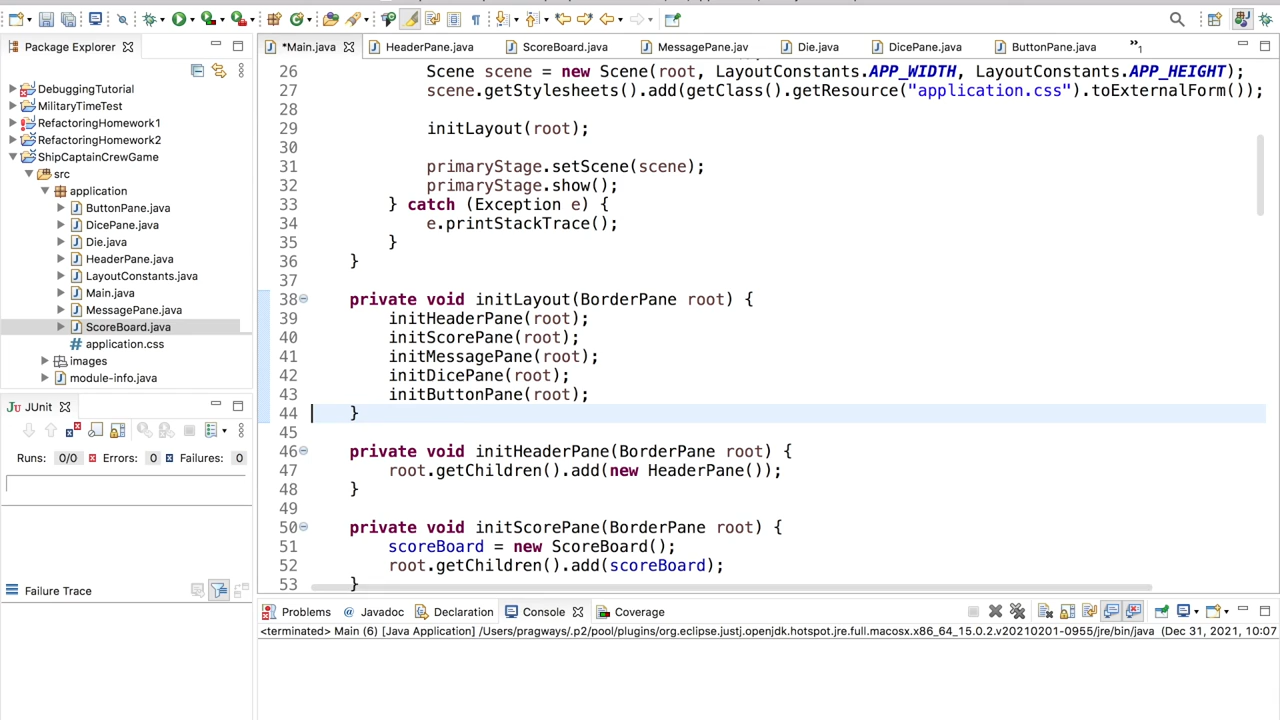 Package Explorer
DebuggingTutorial
MilitaryTimeTest
RefactoringHomework1
RefactoringHomework2
ShipCaptainCrewGame
src
application
ButtonPane.java
DicePane.java
Die.java
HeaderPane.java
LayoutConstants.java
Main.java
MessagePane.java
ScoreBoard.java
application.css
images
module-info.java
JUnit
Runs: 0/0 Errors: 0 Failures: 0
Failure Trace
*Main.java HeaderPane.java ScoreBoard.java MessagePane.jav Die.java DicePane.java ButtonPane.java »1
26 Scene scene = new Scene(root, LayoutConstants.APP_WIDTH, LayoutConstants.APP_HEIGHT);
27 scene.getStylesheets().add(getClass().getResource("application.css").toExternalForm());
28
29 initLayout(root);
30
31 primaryStage.setScene(scene);
32 primaryStage.show();
33 } catch (Exception e) {
34 e.printStackTrace();
35 }
36 }
37
38 private void initLayout(BorderPane root) {
39 initHeaderPane(root);
40 initScorePane(root);
41 initMessagePane(root);
42 initDicePane(root);
43 initButtonPane(root);
44 }
45
46 private void initHeaderPane(BorderPane root) {
47 root.getChildren().add(new HeaderPane());
48 }
49
50 private void initScorePane(BorderPane root) {
51 scoreBoard = new ScoreBoard();
52 root.getChildren().add(scoreBoard);
53 }
Problems @ Javadoc Declaration Console Coverage
<terminated> Main (6) [Java Application] /Users/pragways/.p2/pool/plugins/org.eclipse.justj.openjdk.hotspot.jre.full.macosx.x86_64_15.0.2.v20210201-0955/jre/bin/java (Dec 31, 2021, 10:07